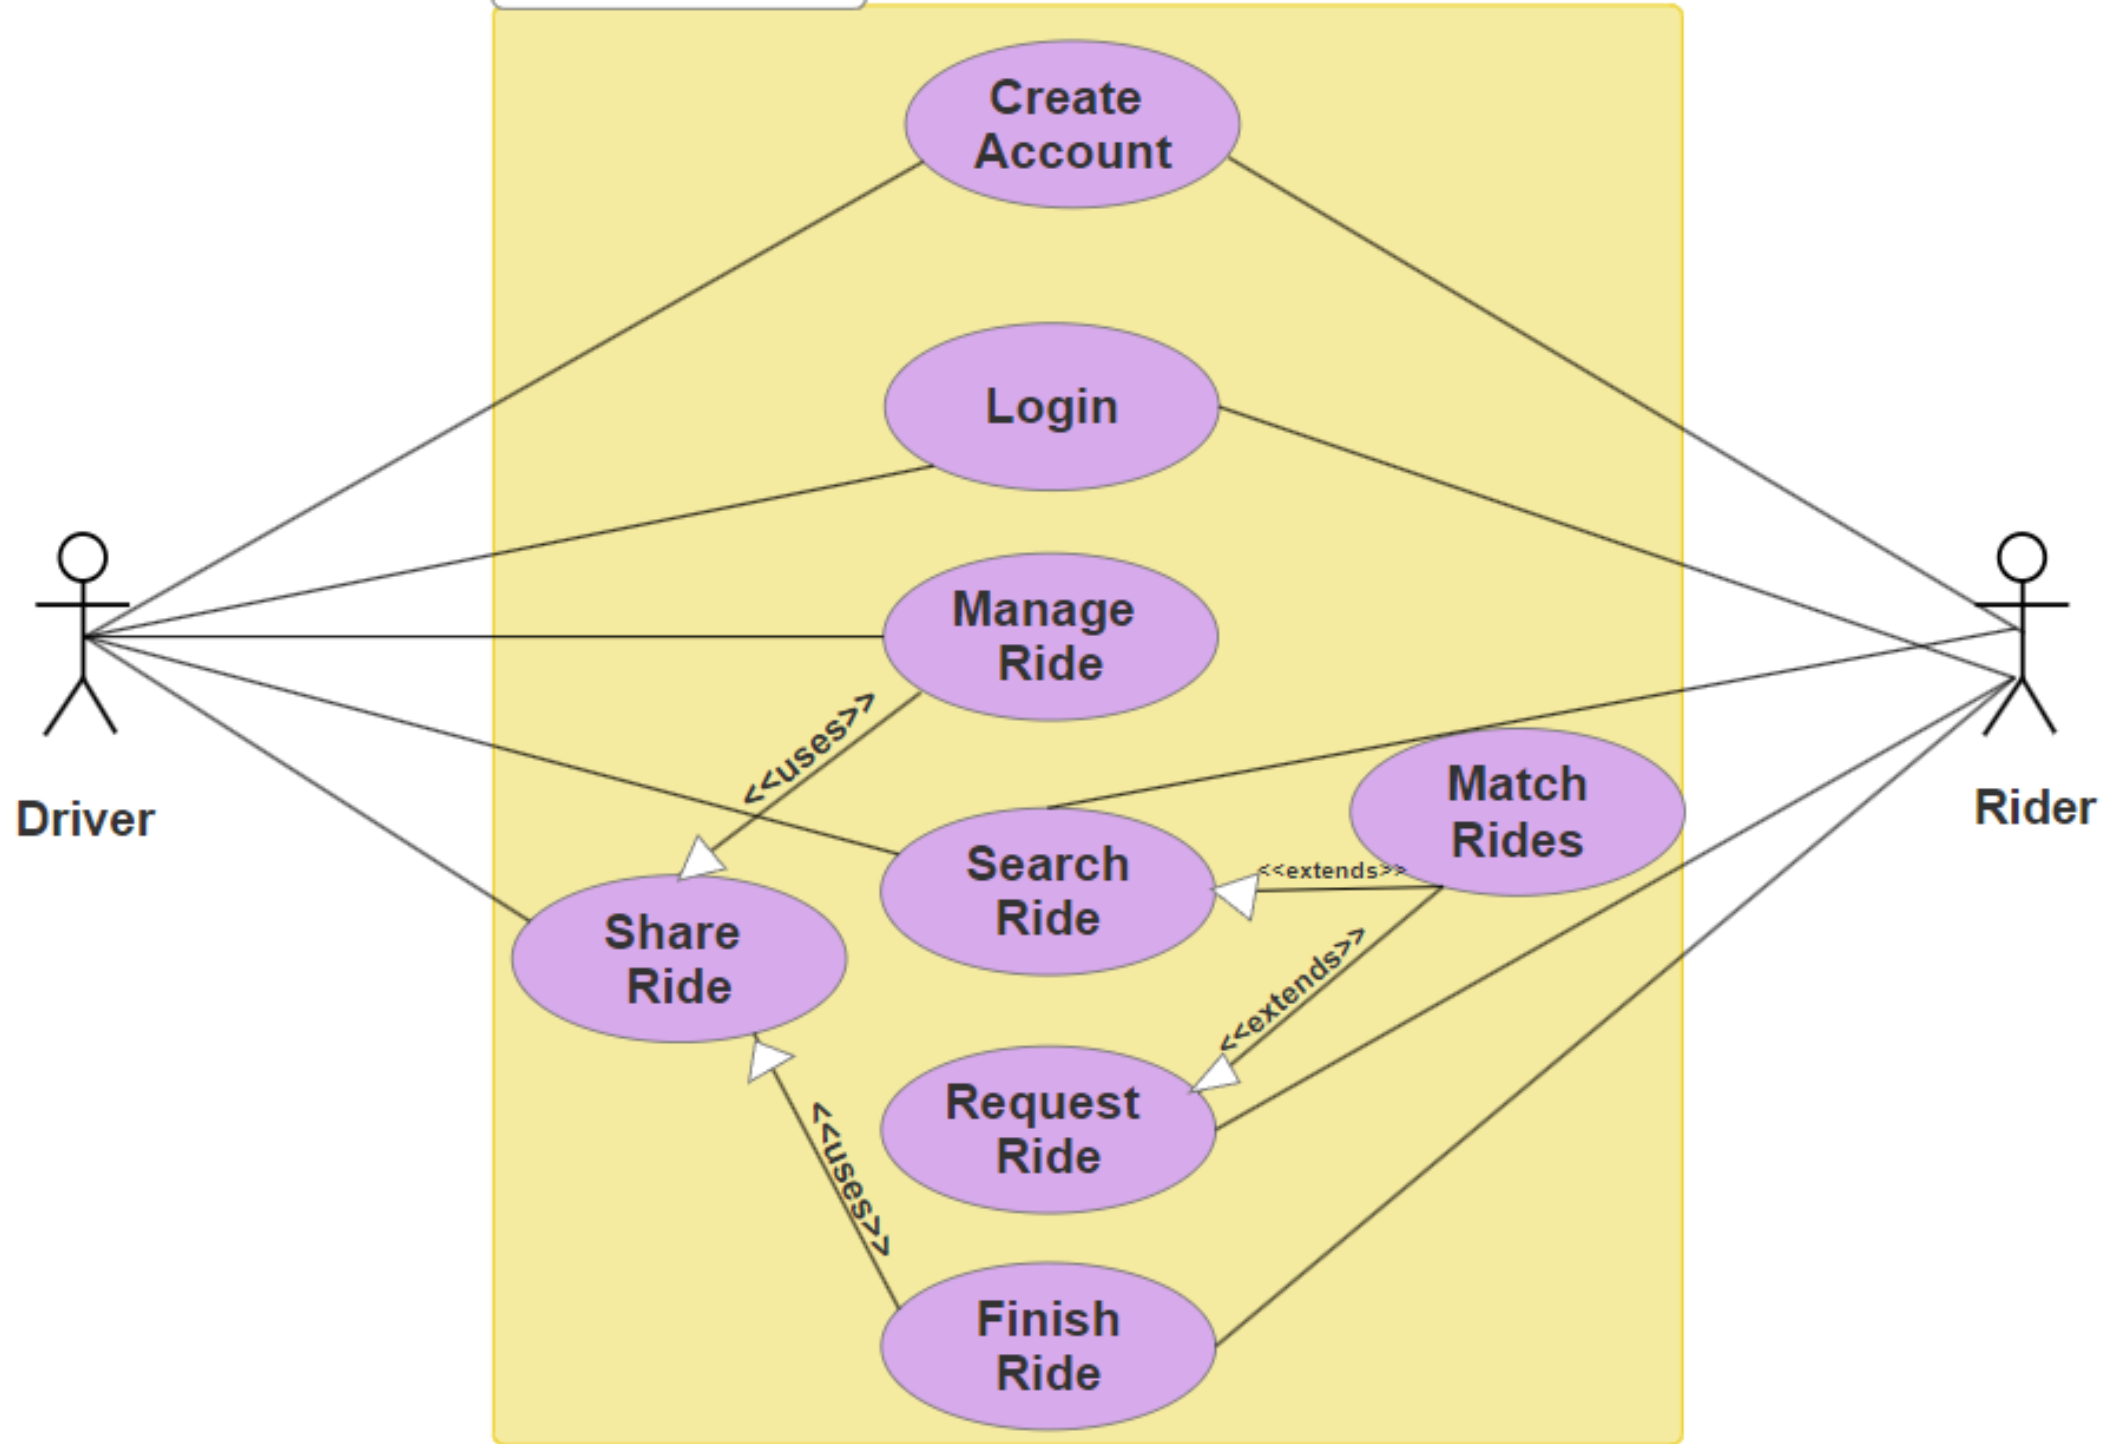 Create
Account
Login
Manage
Ride
<<uses>>
Match
Rides
Driver
Rider
Search
Ride
<<extends>>
Share
Ride
<<extends>>
Request
Ride
<<uses>>
Finish
Ride